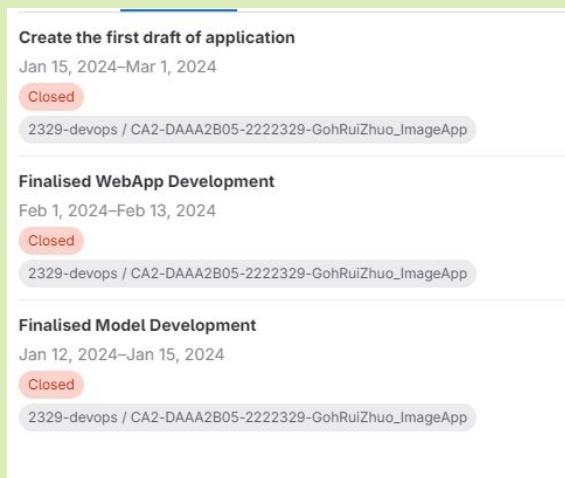 Create the first draft of application
Jan 15, 2024–Mar 1, 2024
Closed
2329-devops / CA2-DAAA2B05-2222329-GohRuiZhuo_ImageApp
Finalised WebApp Development
Feb 1, 2024–Feb 13, 2024
Closed
2329-devops / CA2-DAAA2B05-2222329-GohRuiZhuo_ImageApp
Finalised Model Development
Jan 12, 2024–Jan 15, 2024
Closed
2329-devops / CA2-DAAA2B05-2222329-GohRuiZhuo_ImageApp